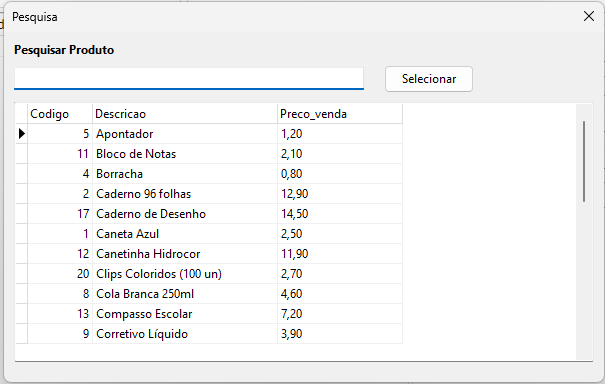 Pesquisa
Pesquisar Produto
Selecionar
Codigo Descricao Preco_venda
5 Apontador 1,20
11 Bloco de Notas 2,10
4 Borracha 0,80
2 Caderno 96 folhas 12,90
17 Caderno de Desenho 14,50
1 Caneta Azul 2,50
12 Canetinha Hidrocor 11,90
20 Clips Coloridos (100 un) 2,70
8 Cola Branca 250ml 4,60
13 Compasso Escolar 7,20
9 Corretivo Líquido 3,90